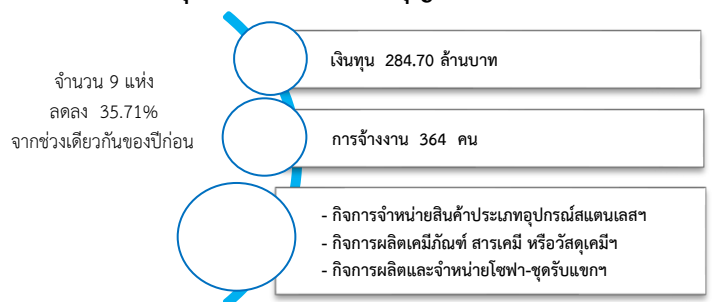 จำนวน 9 แห่ง
ลดลง 35.71%
จากช่วงเดียวกันของปีก่อน
เงินทุน 284.70 ล้านบาท
การจ้างงาน 364 คน
- กิจการจำหน่ายสินค้าประเภทอุปกรณ์สแตนเลสฯ
- กิจการผลิตเคมีภัณฑ์ สารเคมี หรือวัสดุเคมีฯ
- กิจการผลิตและจำหน่ายโซฟา-ชุดรับแขกฯ